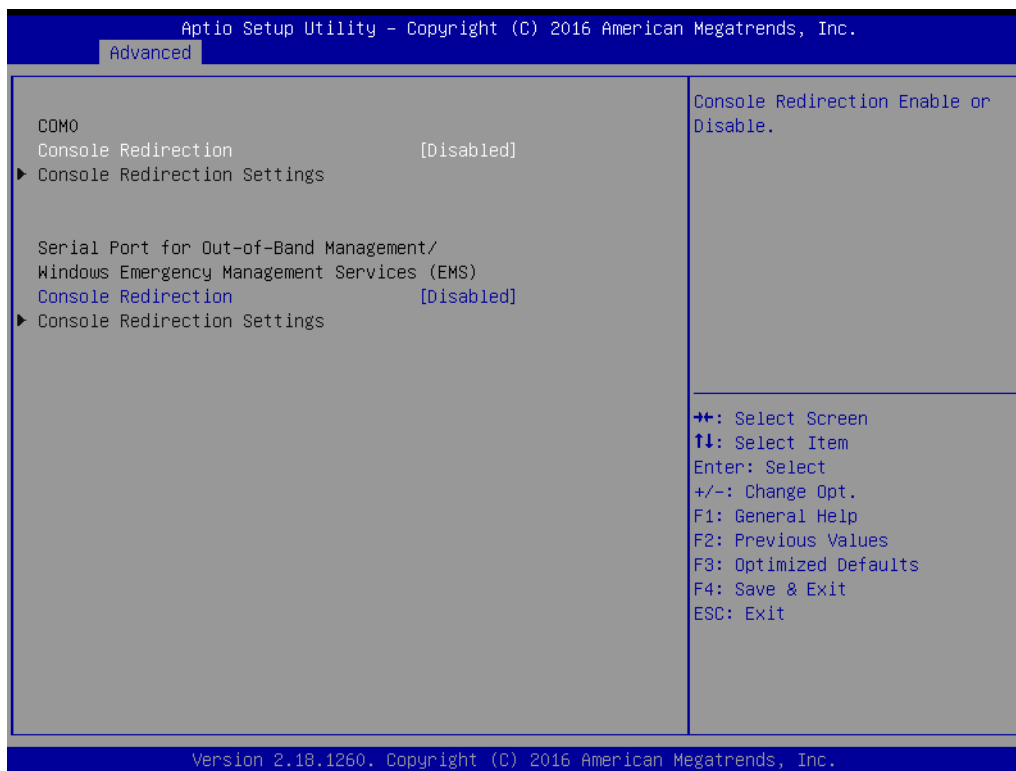 Aptio Setup Utility – Copyright (C) 2016 American Megatrends, Inc.
Advanced
COM0
Console Redirection [Disabled]
▶ Console Redirection Settings
Serial Port for Out-of-Band Management/
Windows Emergency Management Services (EMS)
Console Redirection [Disabled]
▶ Console Redirection Settings
Console Redirection Enable or
Disable.
→←: Select Screen
↑↓: Select Item
Enter: Select
+/-: Change Opt.
F1: General Help
F2: Previous Values
F3: Optimized Defaults
F4: Save & Exit
ESC: Exit
Version 2.18.1260. Copyright (C) 2016 American Megatrends, Inc.